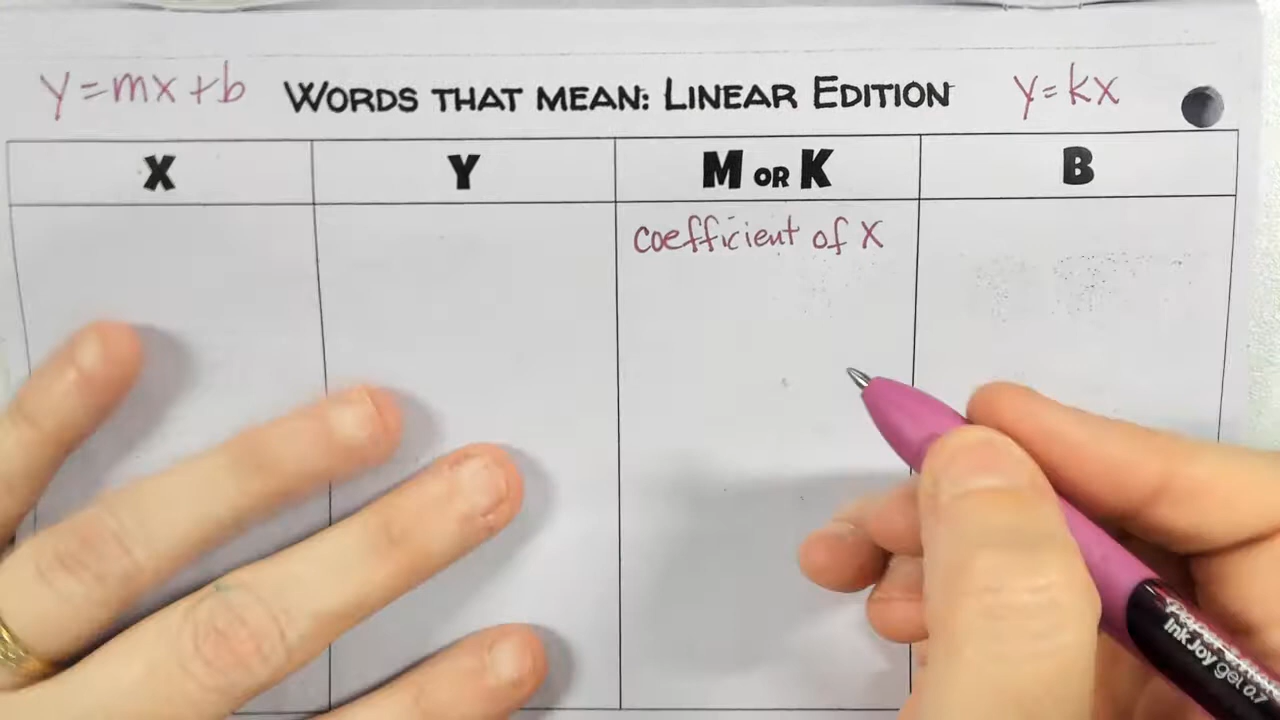 y=mx+b WORDS THAT MEAN: LINEAR EDITION y=kx
X Y M OR K B
coefficient of x
InkJoy gel 0.7